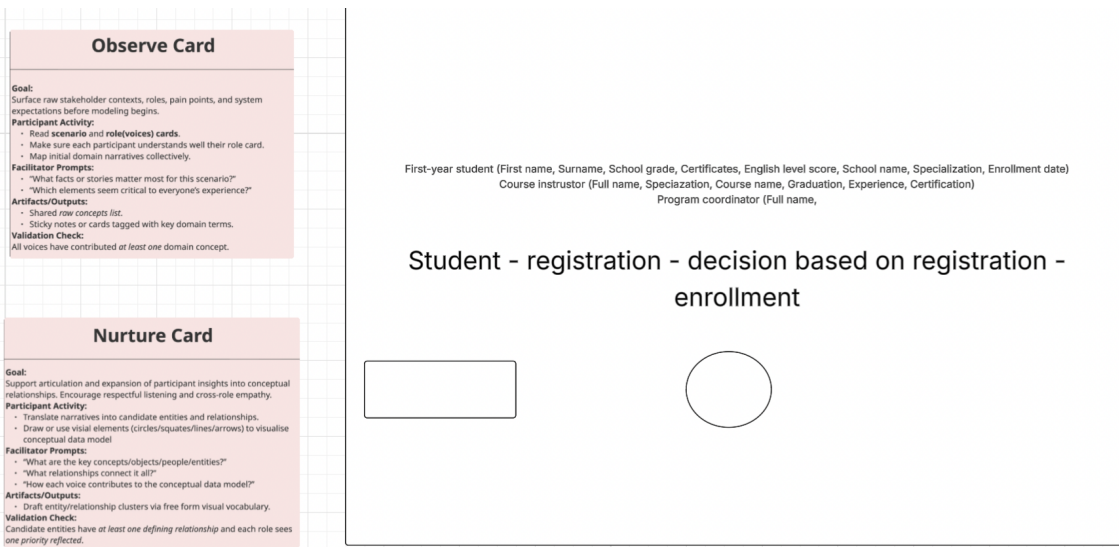 Observe Card
Goal:
Surface raw stakeholder contexts, roles, pain points, and system
expectations before modeling begins.
Participant Activity:
• Read scenario and role(voices) cards.
• Make sure each participant understands well their role card.
• Map initial domain narratives collectively.
Facilitator Prompts:
• "What facts or stories matter most for this scenario?"
• "Which elements seem critical to everyone's experience?"
Artifacts/Outputs:
• Shared raw concepts list.
• Sticky notes or cards tagged with key domain terms.
Validation Check:
All voices have contributed at least one domain concept.
Nurture Card
Goal:
Support articulation and expansion of participant insights into conceptual
relationships. Encourage respectful listening and cross-role empathy.
Participant Activity:
• Translate narratives into candidate entities and relationships.
• Draw or use visial elements (circles/squates/lines/arrows) to visualise
conceptual data model
Facilitator Prompts:
• "What are the key concepts/objects/people/entities?"
• "What relationships connect it all?"
• "How each voice contributes to the conceptual data model?"
Artifacts/Outputs:
• Draft entity/relationship clusters via free form visual vocabulary.
Validation Check:
Candidate entities have at least one defining relationship and each role sees
one priority reflected.
First-year student (First name, Surname, School grade, Certificates, English level score, School name, Specialization, Enrollment date)
Course instrustor (Full name, Speciazation, Course name, Graduation, Experience, Certification)
Program coordinator (Full name,
Student - registration - decision based on registration -
enrollment